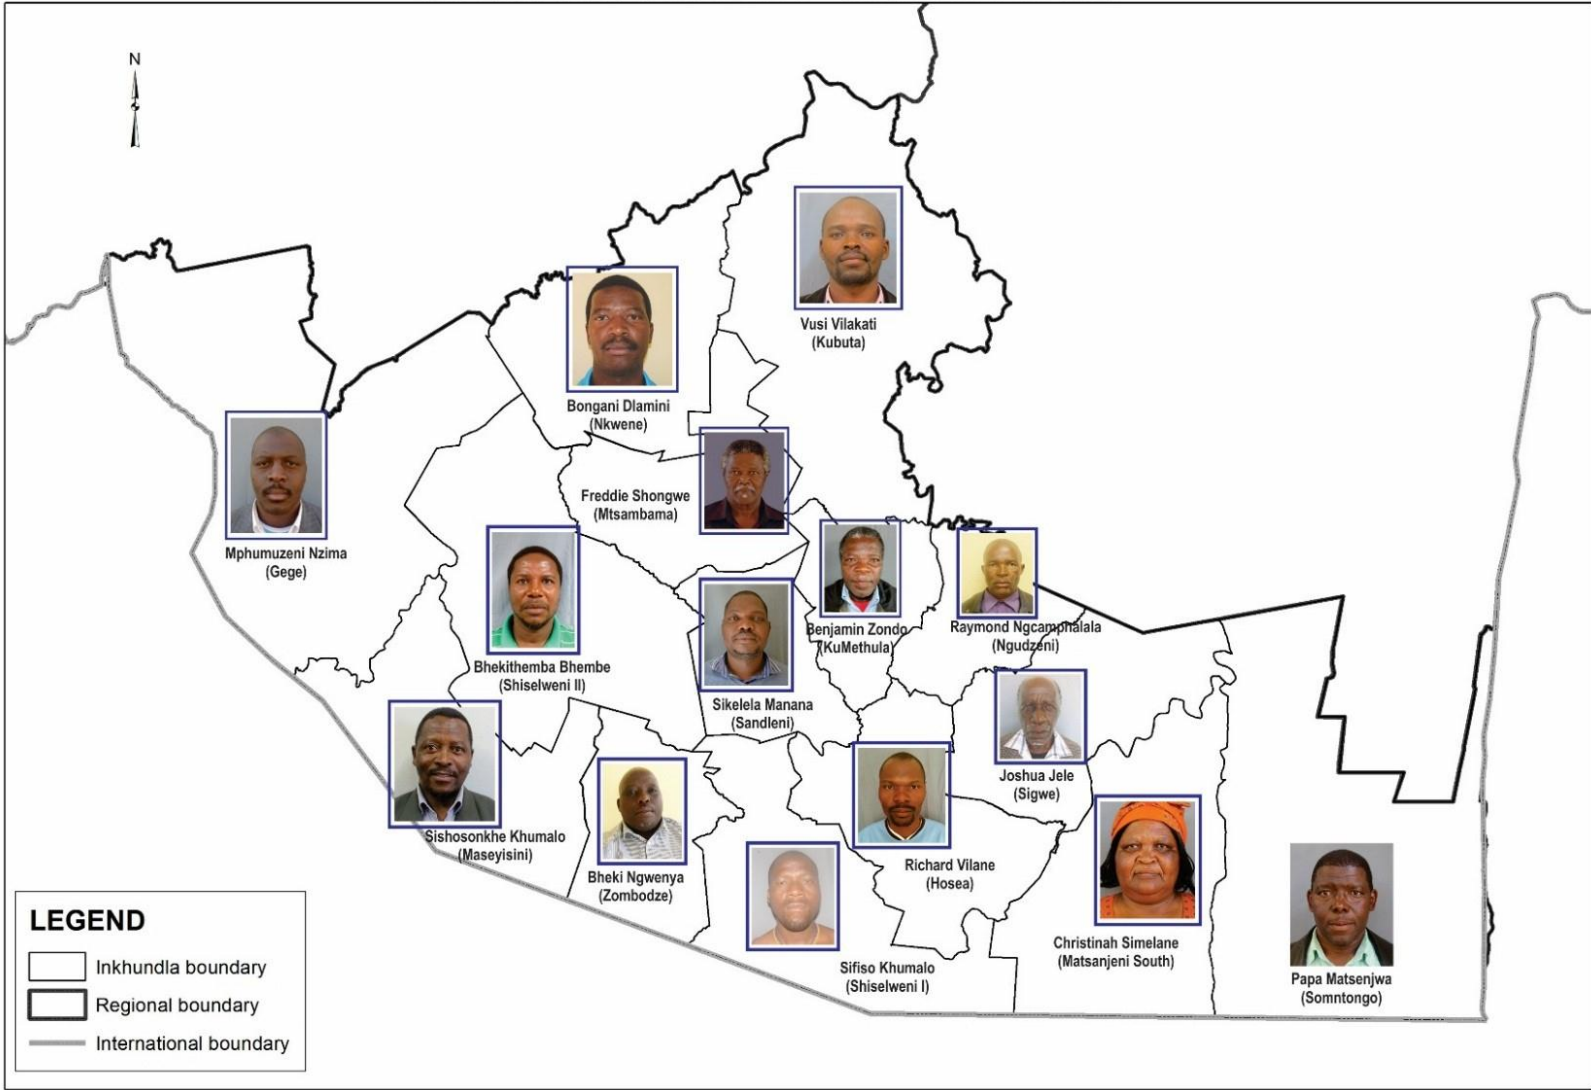 N
Vusi Vilakati
(Kubuta)
Bongani Dlamini
(Nkwene)
Freddie Shongwe
(Mtsambama)
Mphumuzeni Nzima
(Gege)
Benjamin Zondo
(KuMethula)
Raymond Ngcamphalala
(Ngudzeni)
Bhekithemba Bhembe
(Shiselweni II)
Sikelela Manana
(Sandleni)
Joshua Jele
(Sigwe)
Sishosonkhe Khumalo
(Maseyisini)
Bheki Ngwenya
(Zombodze)
Richard Vilane
(Hosea)
Christinah Simelane
(Matsanjeni South)
Sifiso Khumalo
(Shiselweni I)
Papa Matsenjwa
(Somntongo)
LEGEND
Inkhundla boundary
Regional boundary
International boundary